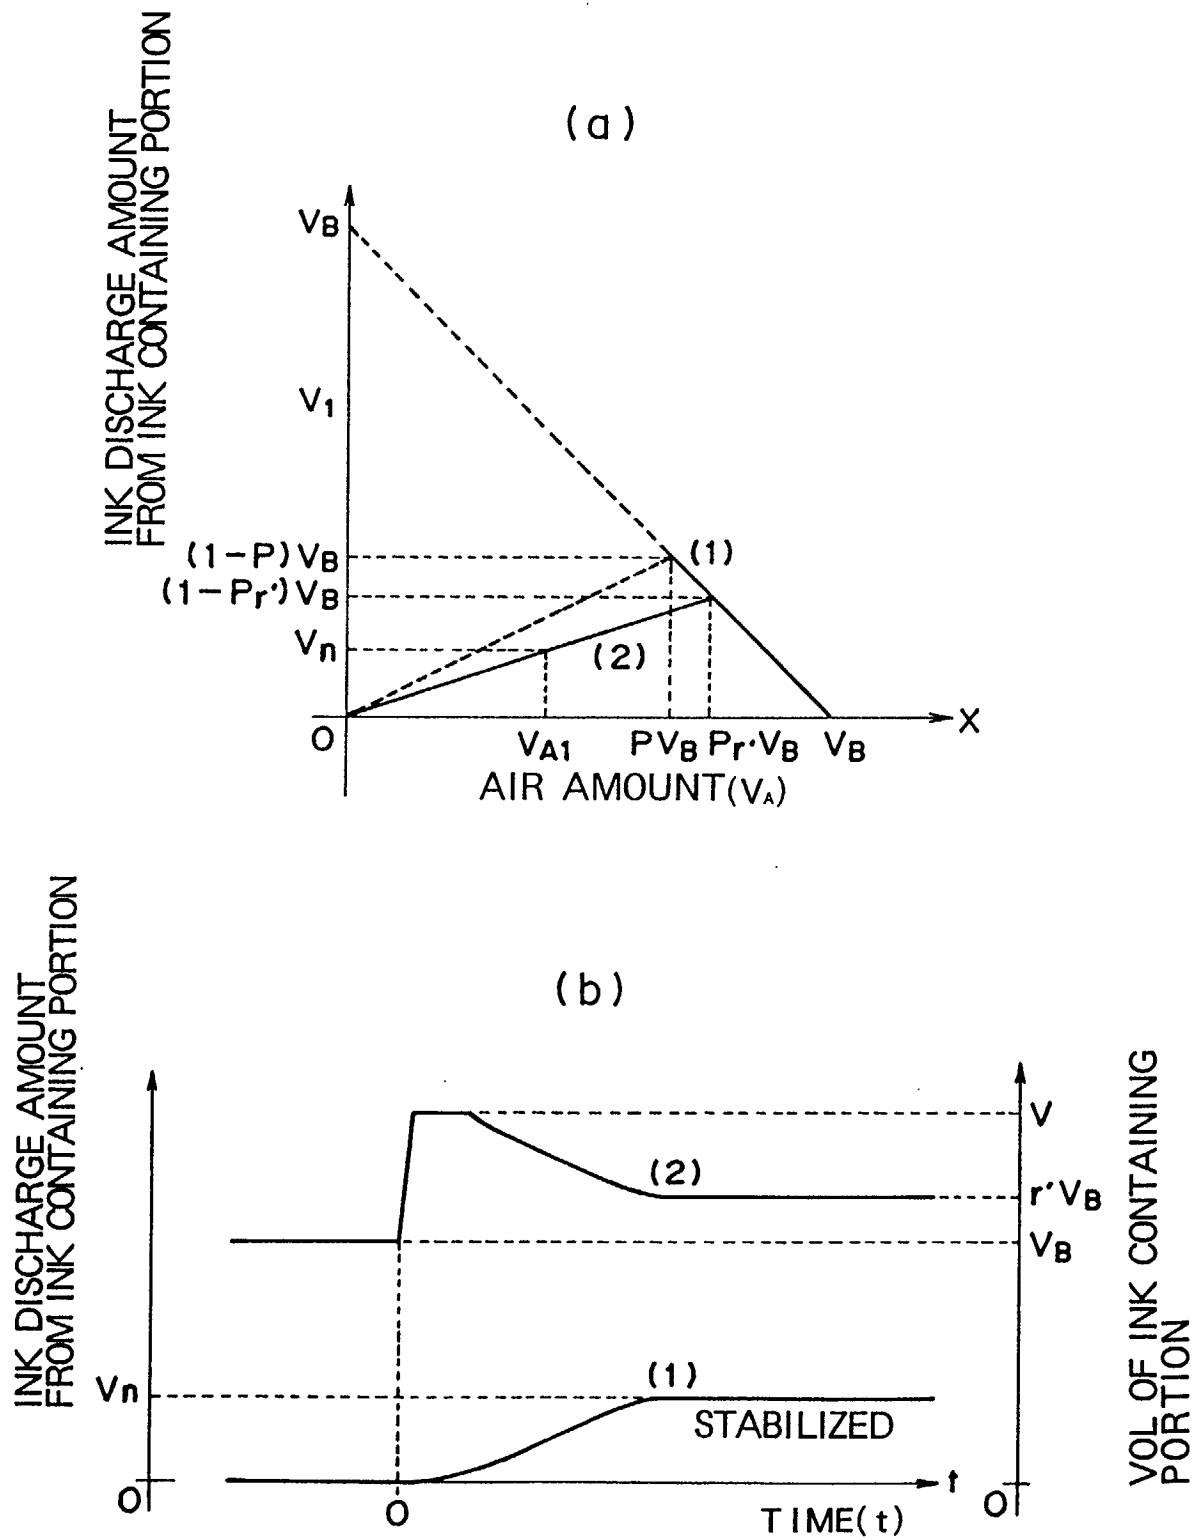 (a)
INK DISCHARGE AMOUNT
FROM INK CONTAINING PORTION
VB
V1
(1-P)VB
(1-Pr')VB
Vn
(1)
(2)
O
VA1
PVB
Pr'VB
VB
X
AIR AMOUNT(VA)
(b)
INK DISCHARGE AMOUNT
FROM INK CONTAINING PORTION
Vn
O
(2)
(1)
STABILIZED
O
t
TIME(t)
V
r'VB
VB
O
VOL OF INK CONTAINING
PORTION